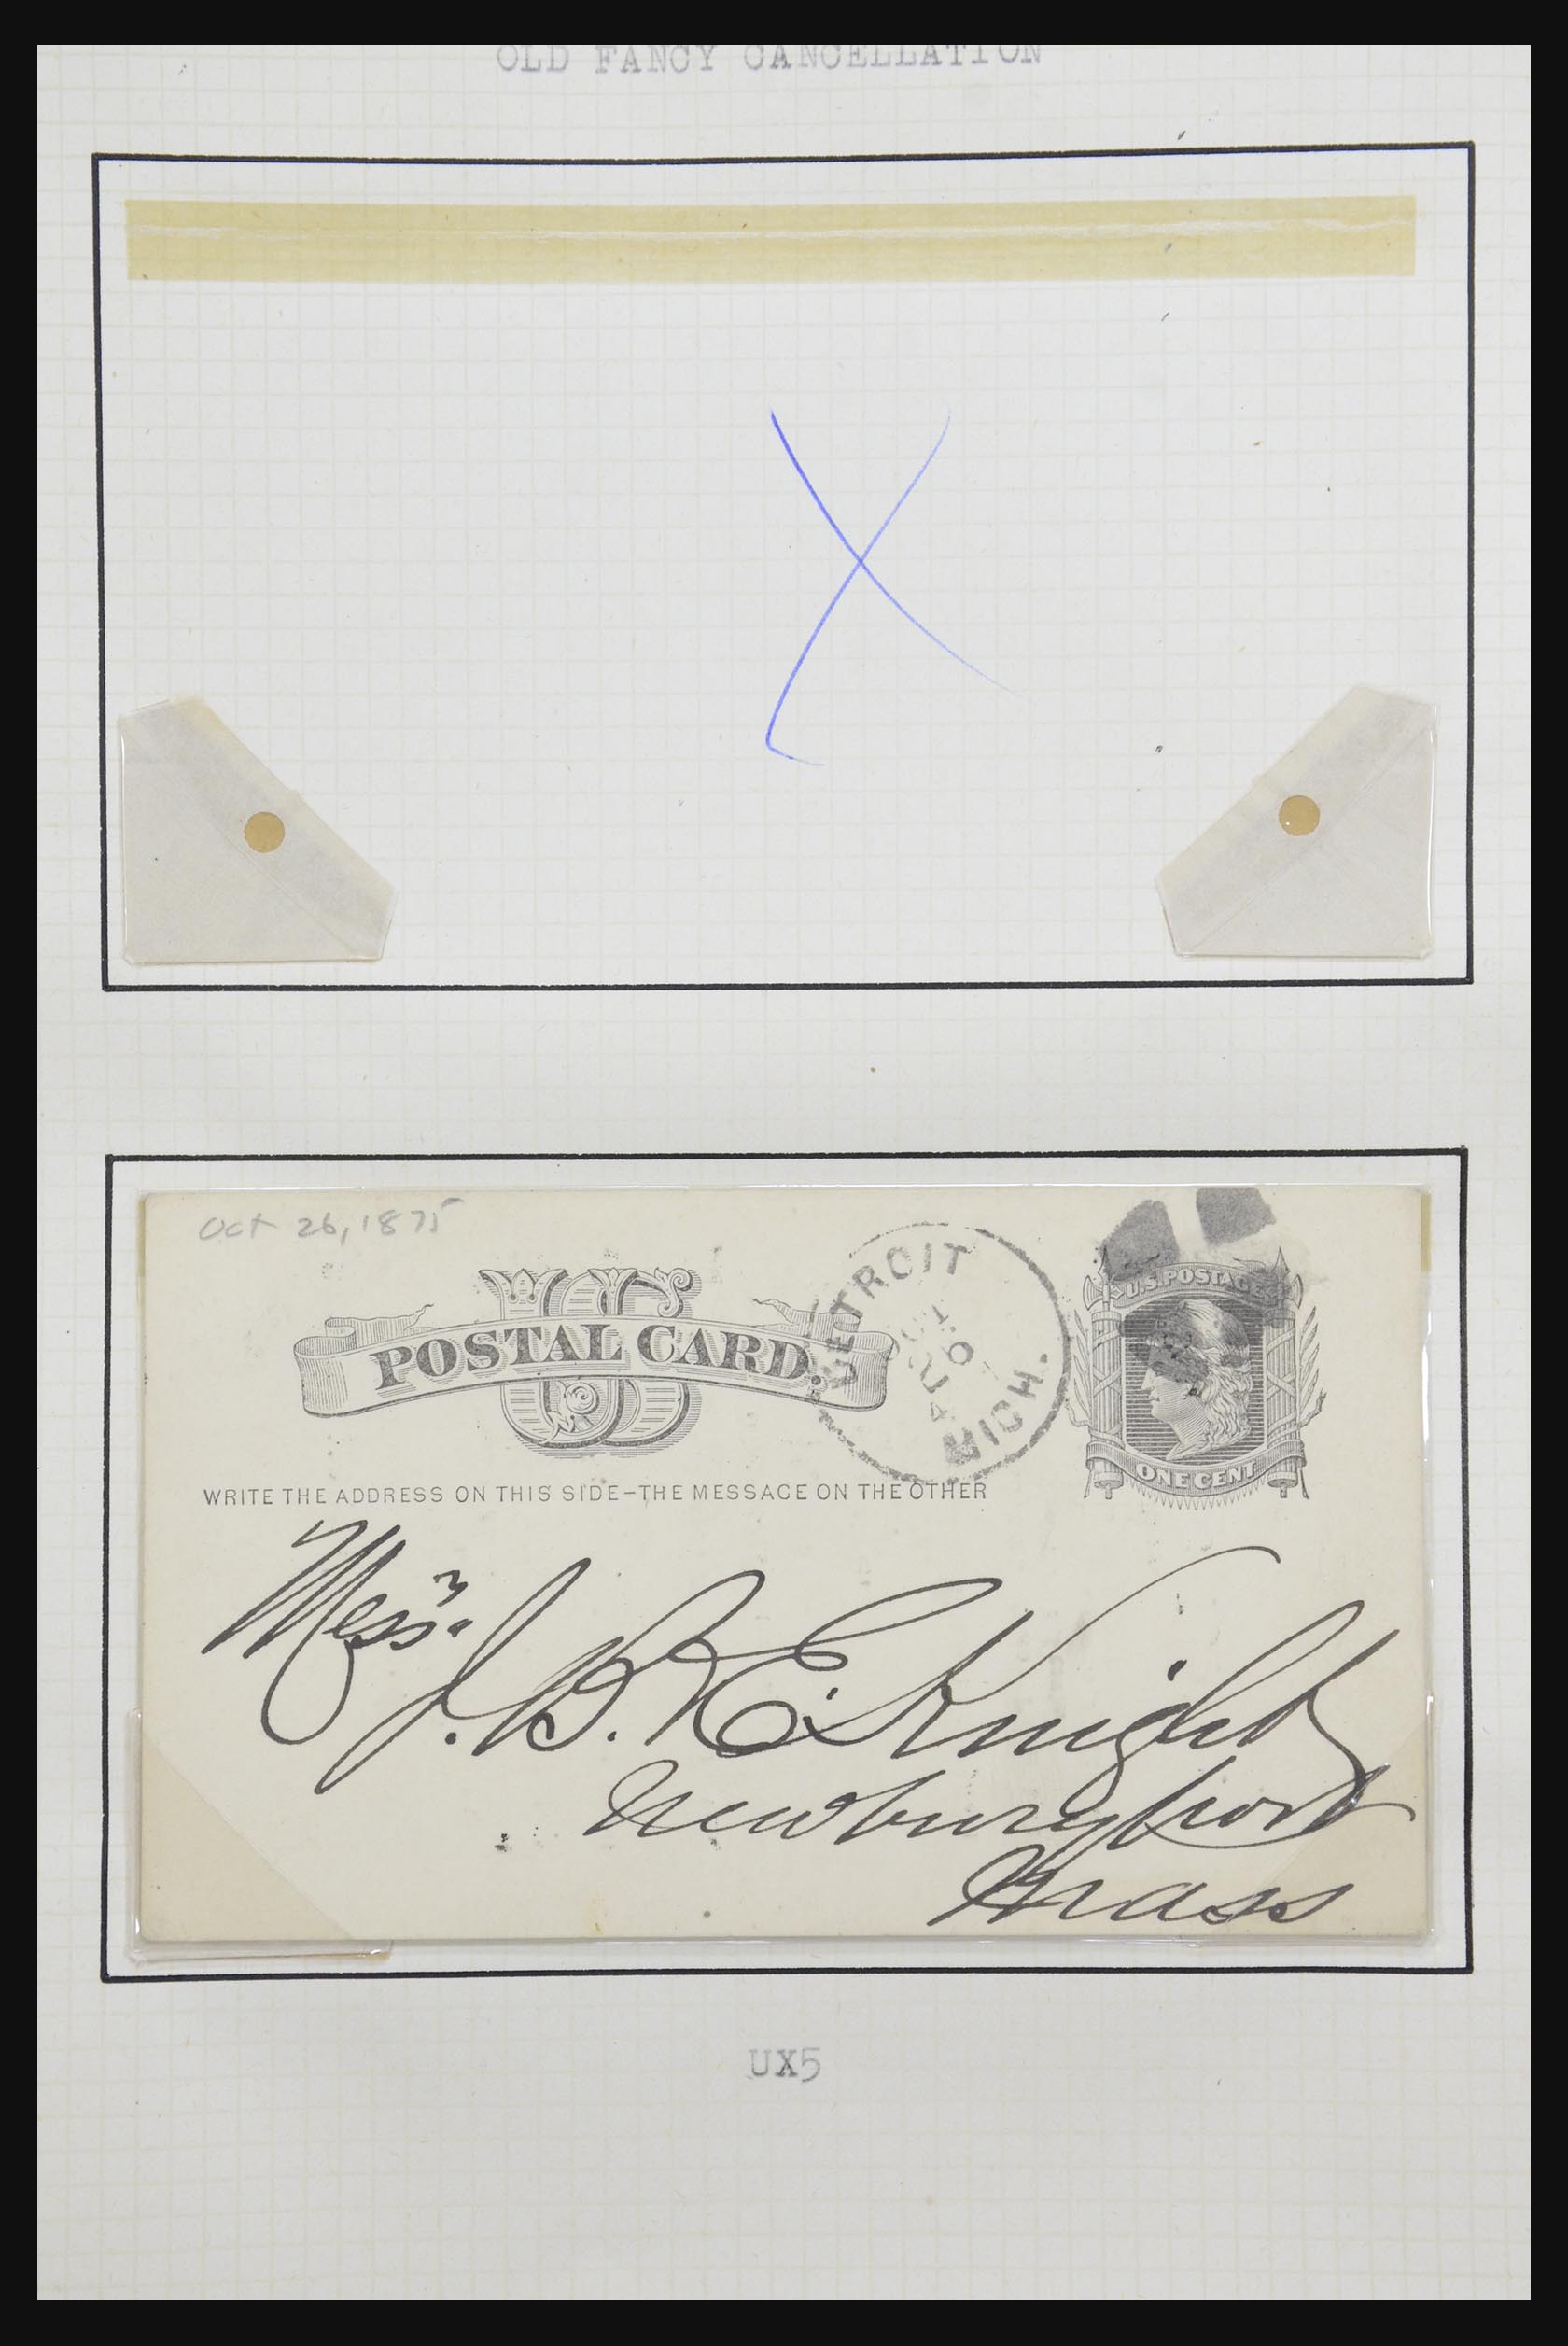 OLD FANCY CANCELLATION
X
Oct 26, 1875
US
POSTAL CARD.
DETROIT
MICH.
U.S. POSTAGE
ONE CENT
WRITE THE ADDRESS ON THIS SIDE-THE MESSAGE ON THE OTHER
Messrs.
J. B. & E. Knight
Newburyport
Mass
UX5